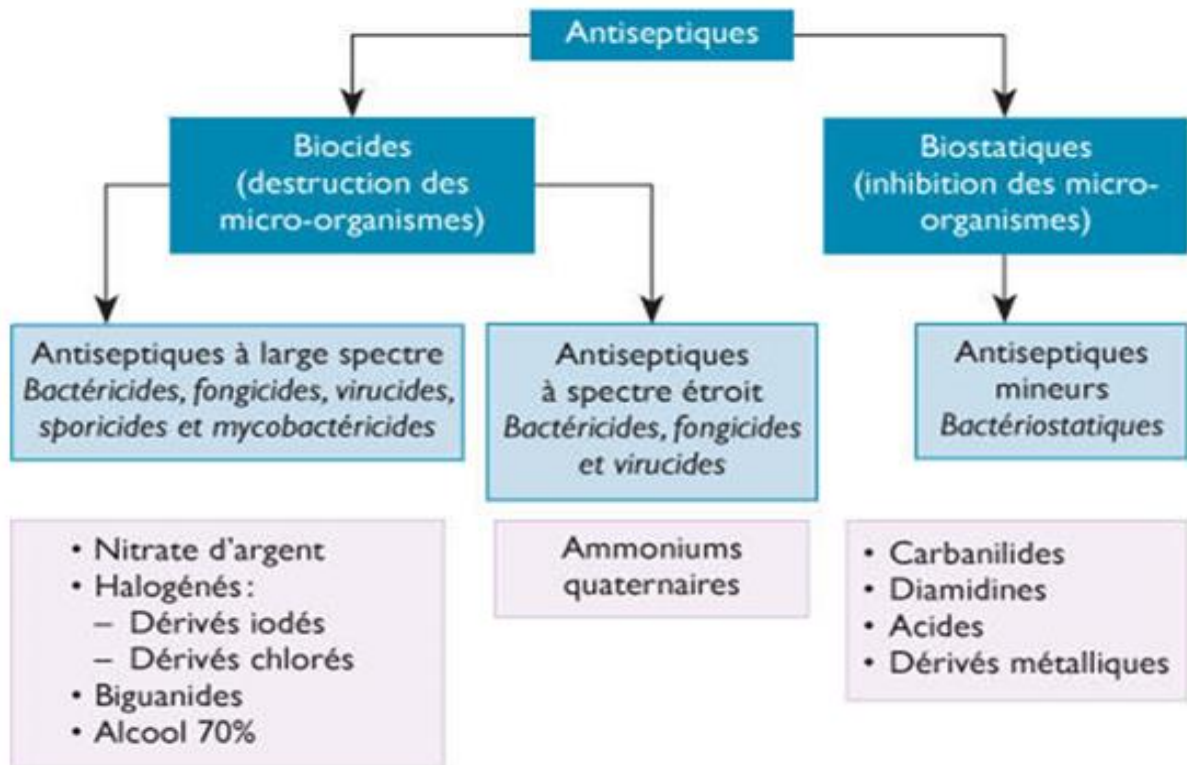 Antiseptiques
Biocides
(destruction des
micro-organismes)
Biostatiques
(inhibition des micro-
organismes)
Antiseptiques à large spectre
Bactéricides, fongicides, virucides,
sporicides et mycobactéricides
Antiseptiques
à spectre étroit
Bactéricides, fongicides
et virucides
Antiseptiques
mineurs
Bactériostatiques
• Nitrate d'argent
• Halogénés :
– Dérivés iodés
– Dérivés chlorés
• Biguanides
• Alcool 70%
Ammoniums
quaternaires
• Carbanilides
• Diamidines
• Acides
• Dérivés métalliques